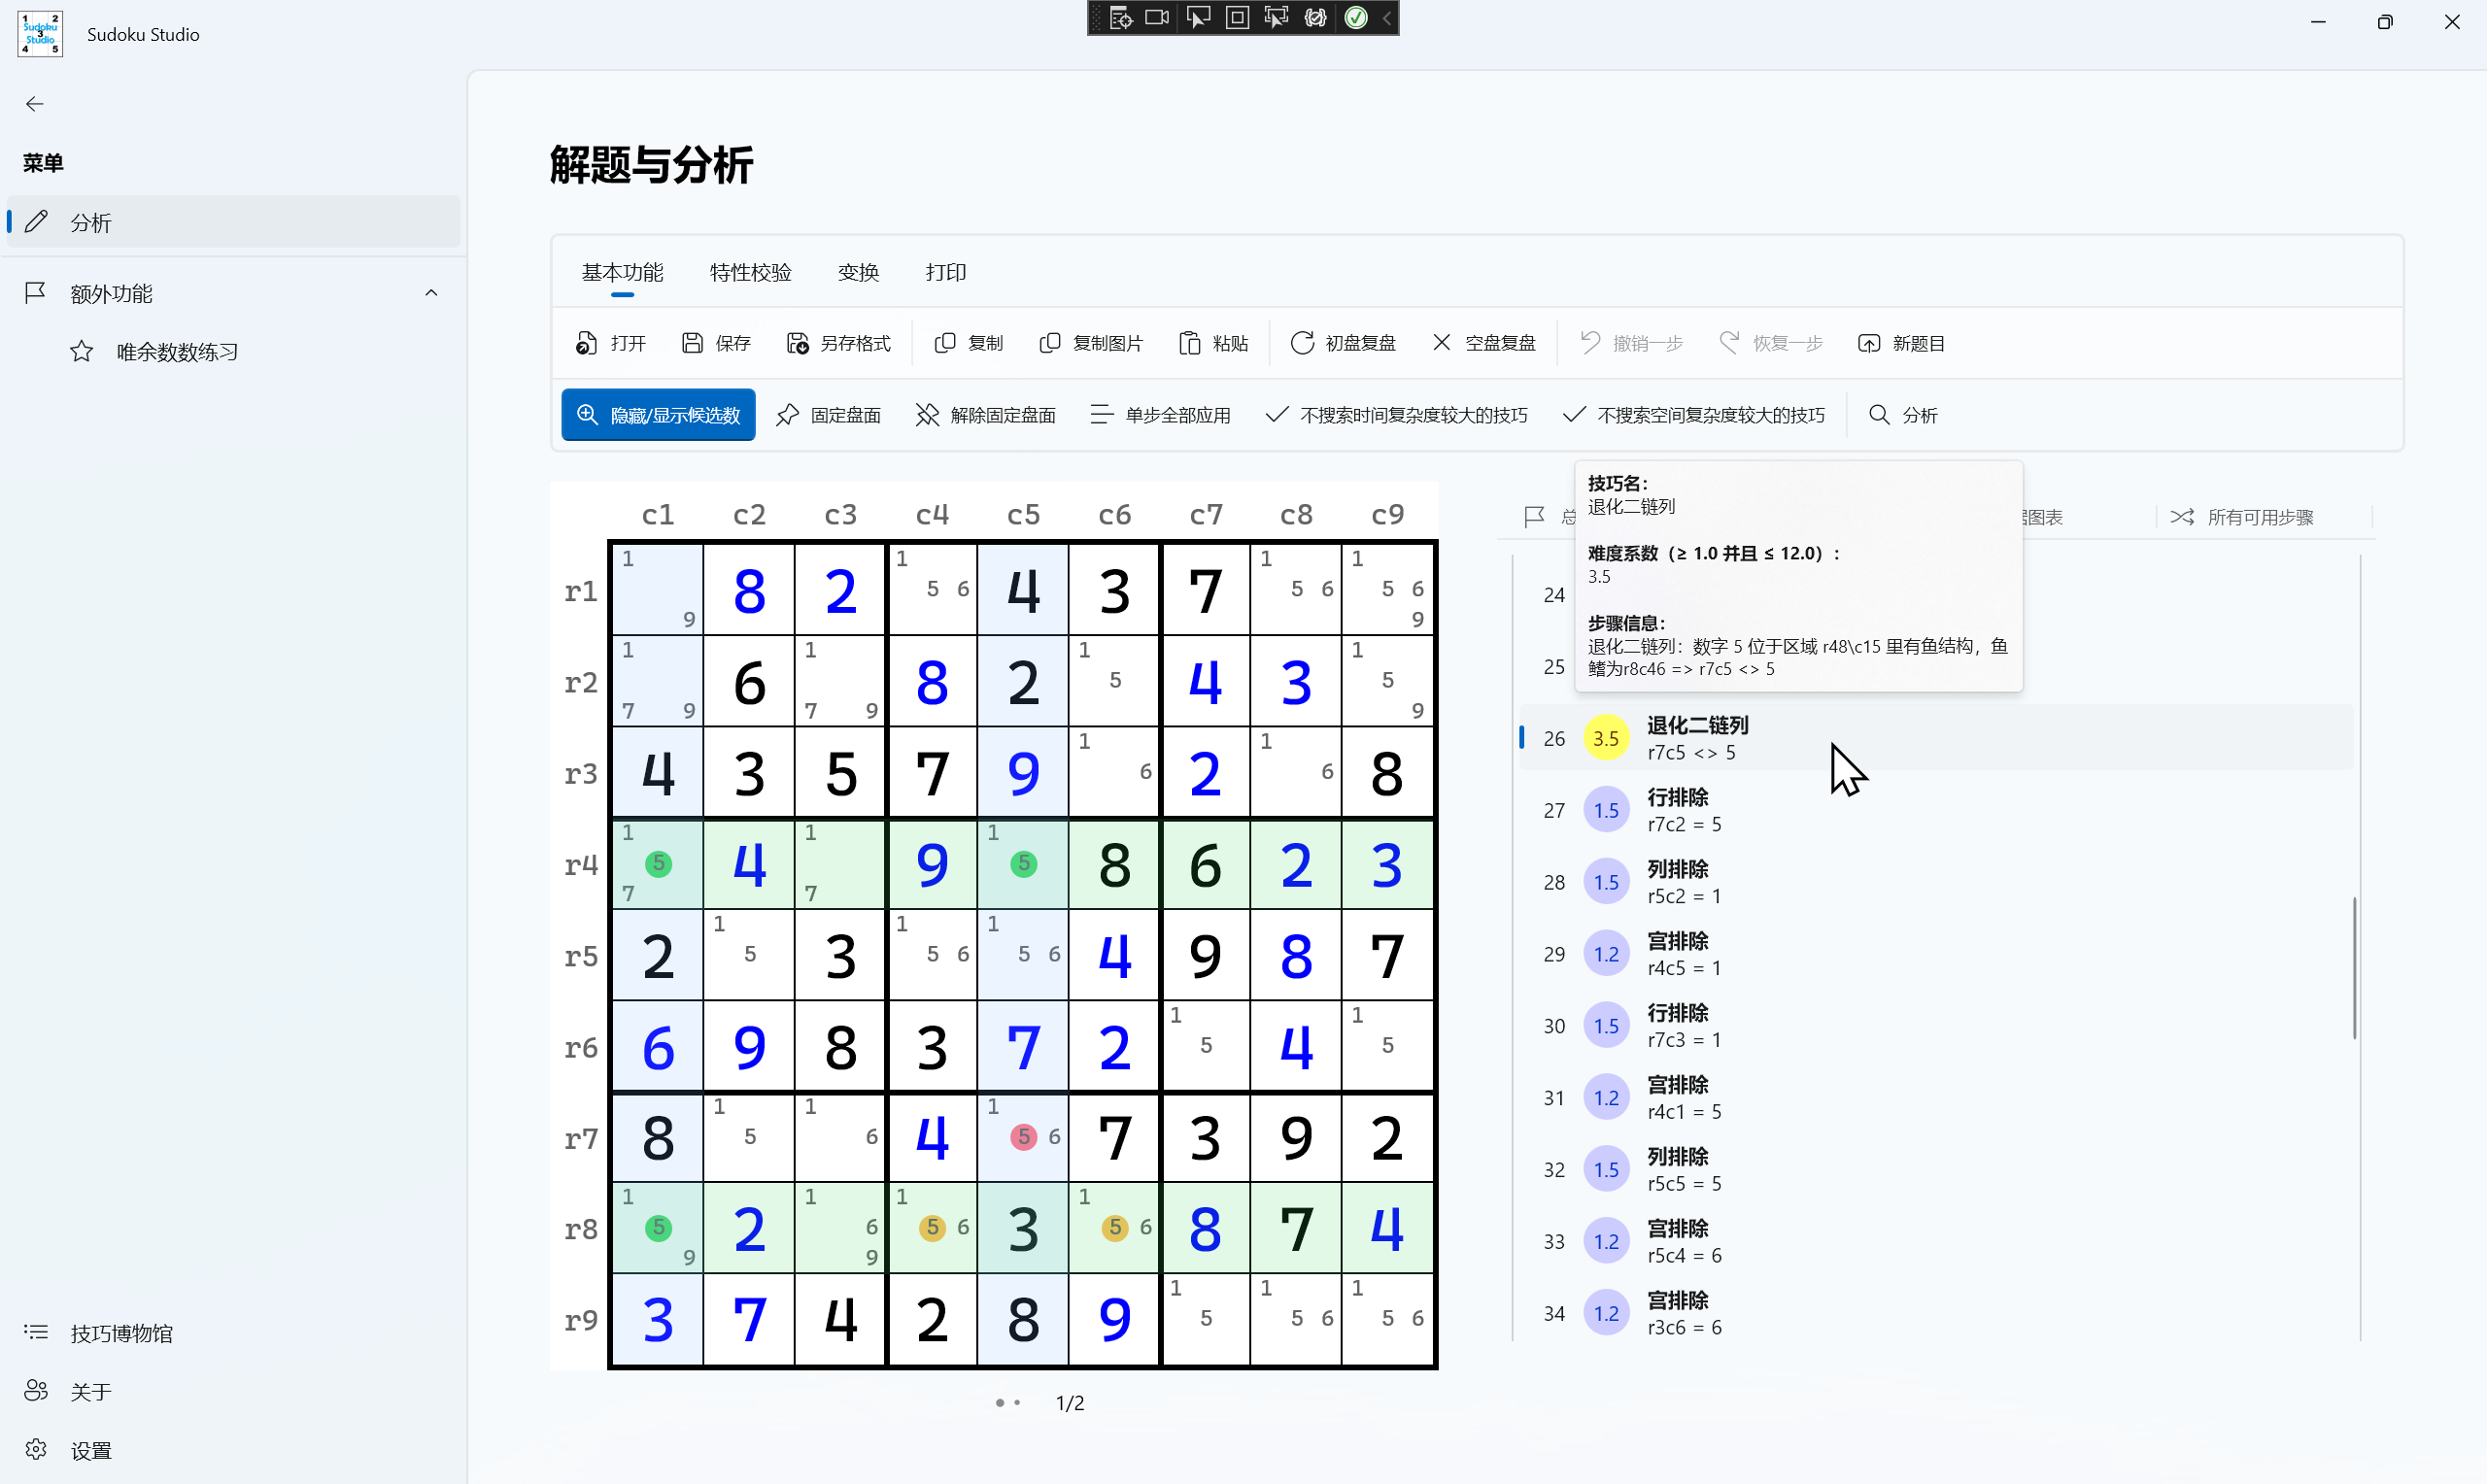 Sudoku Studio
菜单
分析
额外功能
唯余数数练习
技巧博物馆
关于
设置
解题与分析
基本功能 特性校验 变换 打印
打开 保存 另存格式 复制 复制图片 粘贴 初盘复盘 空盘复盘 撤销一步 恢复一步 新题目
隐藏/显示候选数 固定盘面 解除固定盘面 单步全部应用 不搜索时间复杂度较大的技巧 不搜索空间复杂度较大的技巧 分析
c1 c2 c3 c4 c5 c6 c7 c8 c9
r1 1 9 8 2 1 5 6 4 3 7 1 5 6 1 5 6 9
r2 1 7 9 6 1 7 9 8 2 1 5 4 3 1 5 9
r3 4 3 5 7 9 1 6 2 1 6 8
r4 1 5 7 4 1 7 9 1 5 8 6 2 3
r5 2 1 5 3 1 5 6 1 5 6 4 9 8 7
r6 6 9 8 3 7 2 1 5 4 1 5
r7 8 1 5 1 6 4 1 5 6 7 3 9 2
r8 1 5 9 2 1 6 9 1 5 6 3 1 5 6 8 7 4
r9 3 7 4 2 8 9 1 5 1 5 6 1 5 6
1/2
总
图表
所有可用步骤
技巧名：
退化二链列
难度系数（≥ 1.0 并且 ≤ 12.0）：
3.5
步骤信息：
退化二链列：数字 5 位于区域 r48\c15 里有鱼结构，鱼
鳍为r8c46 => r7c5 <> 5
24
25
26 3.5 退化二链列
r7c5 <> 5
27 1.5 行排除
r7c2 = 5
28 1.5 列排除
r5c2 = 1
29 1.2 宫排除
r4c5 = 1
30 1.5 行排除
r7c3 = 1
31 1.2 宫排除
r4c1 = 5
32 1.5 列排除
r5c5 = 5
33 1.2 宫排除
r5c4 = 6
34 1.2 宫排除
r3c6 = 6